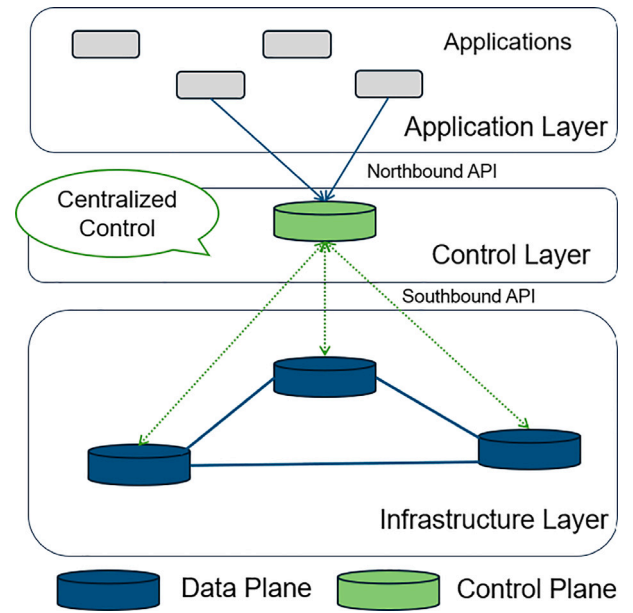 Applications
Application Layer
Northbound API
Centralized
Control
Control Layer
Southbound API
Infrastructure Layer
Data Plane
Control Plane